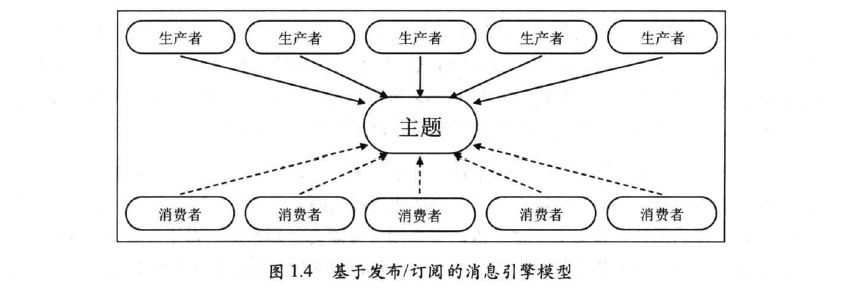 生产者 生产者 生产者 生产者 生产者
主题
消费者 消费者 消费者 消费者 消费者
图 1.4 基于发布/订阅的消息引擎模型